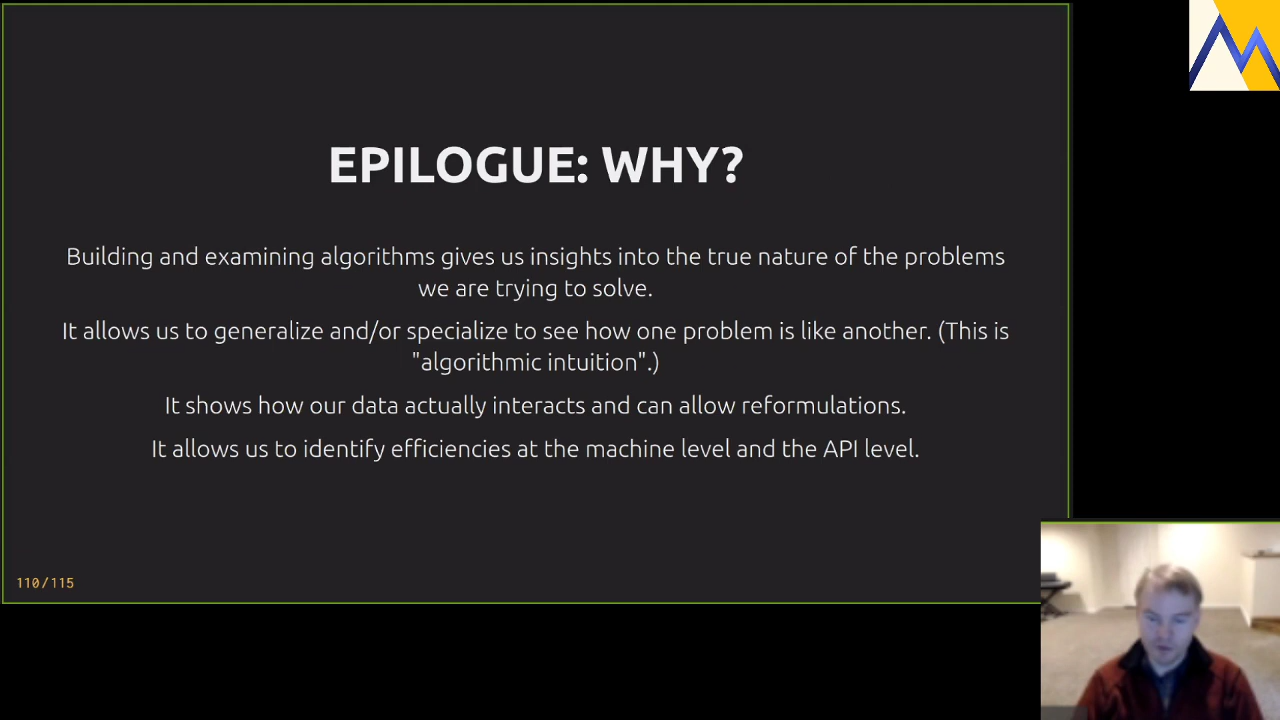 EPILOGUE: WHY?
Building and examining algorithms gives us insights into the true nature of the problems
we are trying to solve.
It allows us to generalize and/or specialize to see how one problem is like another. (This is
"algorithmic intuition".)
It shows how our data actually interacts and can allow reformulations.
It allows us to identify efficiencies at the machine level and the API level.
110/115